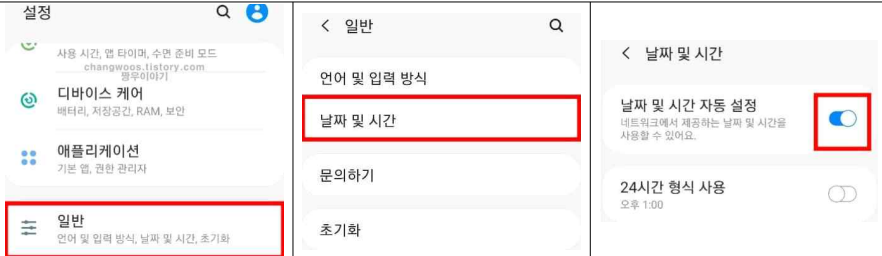 설정
사용 시간, 앱 타이머, 수면 준비 모드
changwoos.tistory.com
짱우이야기
디바이스 케어
배터리, 저장공간, RAM, 보안
애플리케이션
기본 앱, 권한 관리자
일반
언어 및 입력 방식, 날짜 및 시간, 초기화
일반
언어 및 입력 방식
날짜 및 시간
문의하기
초기화
날짜 및 시간
날짜 및 시간 자동 설정
네트워크에서 제공하는 날짜 및 시간을
사용할 수 있어요.
24시간 형식 사용
오후 1:00